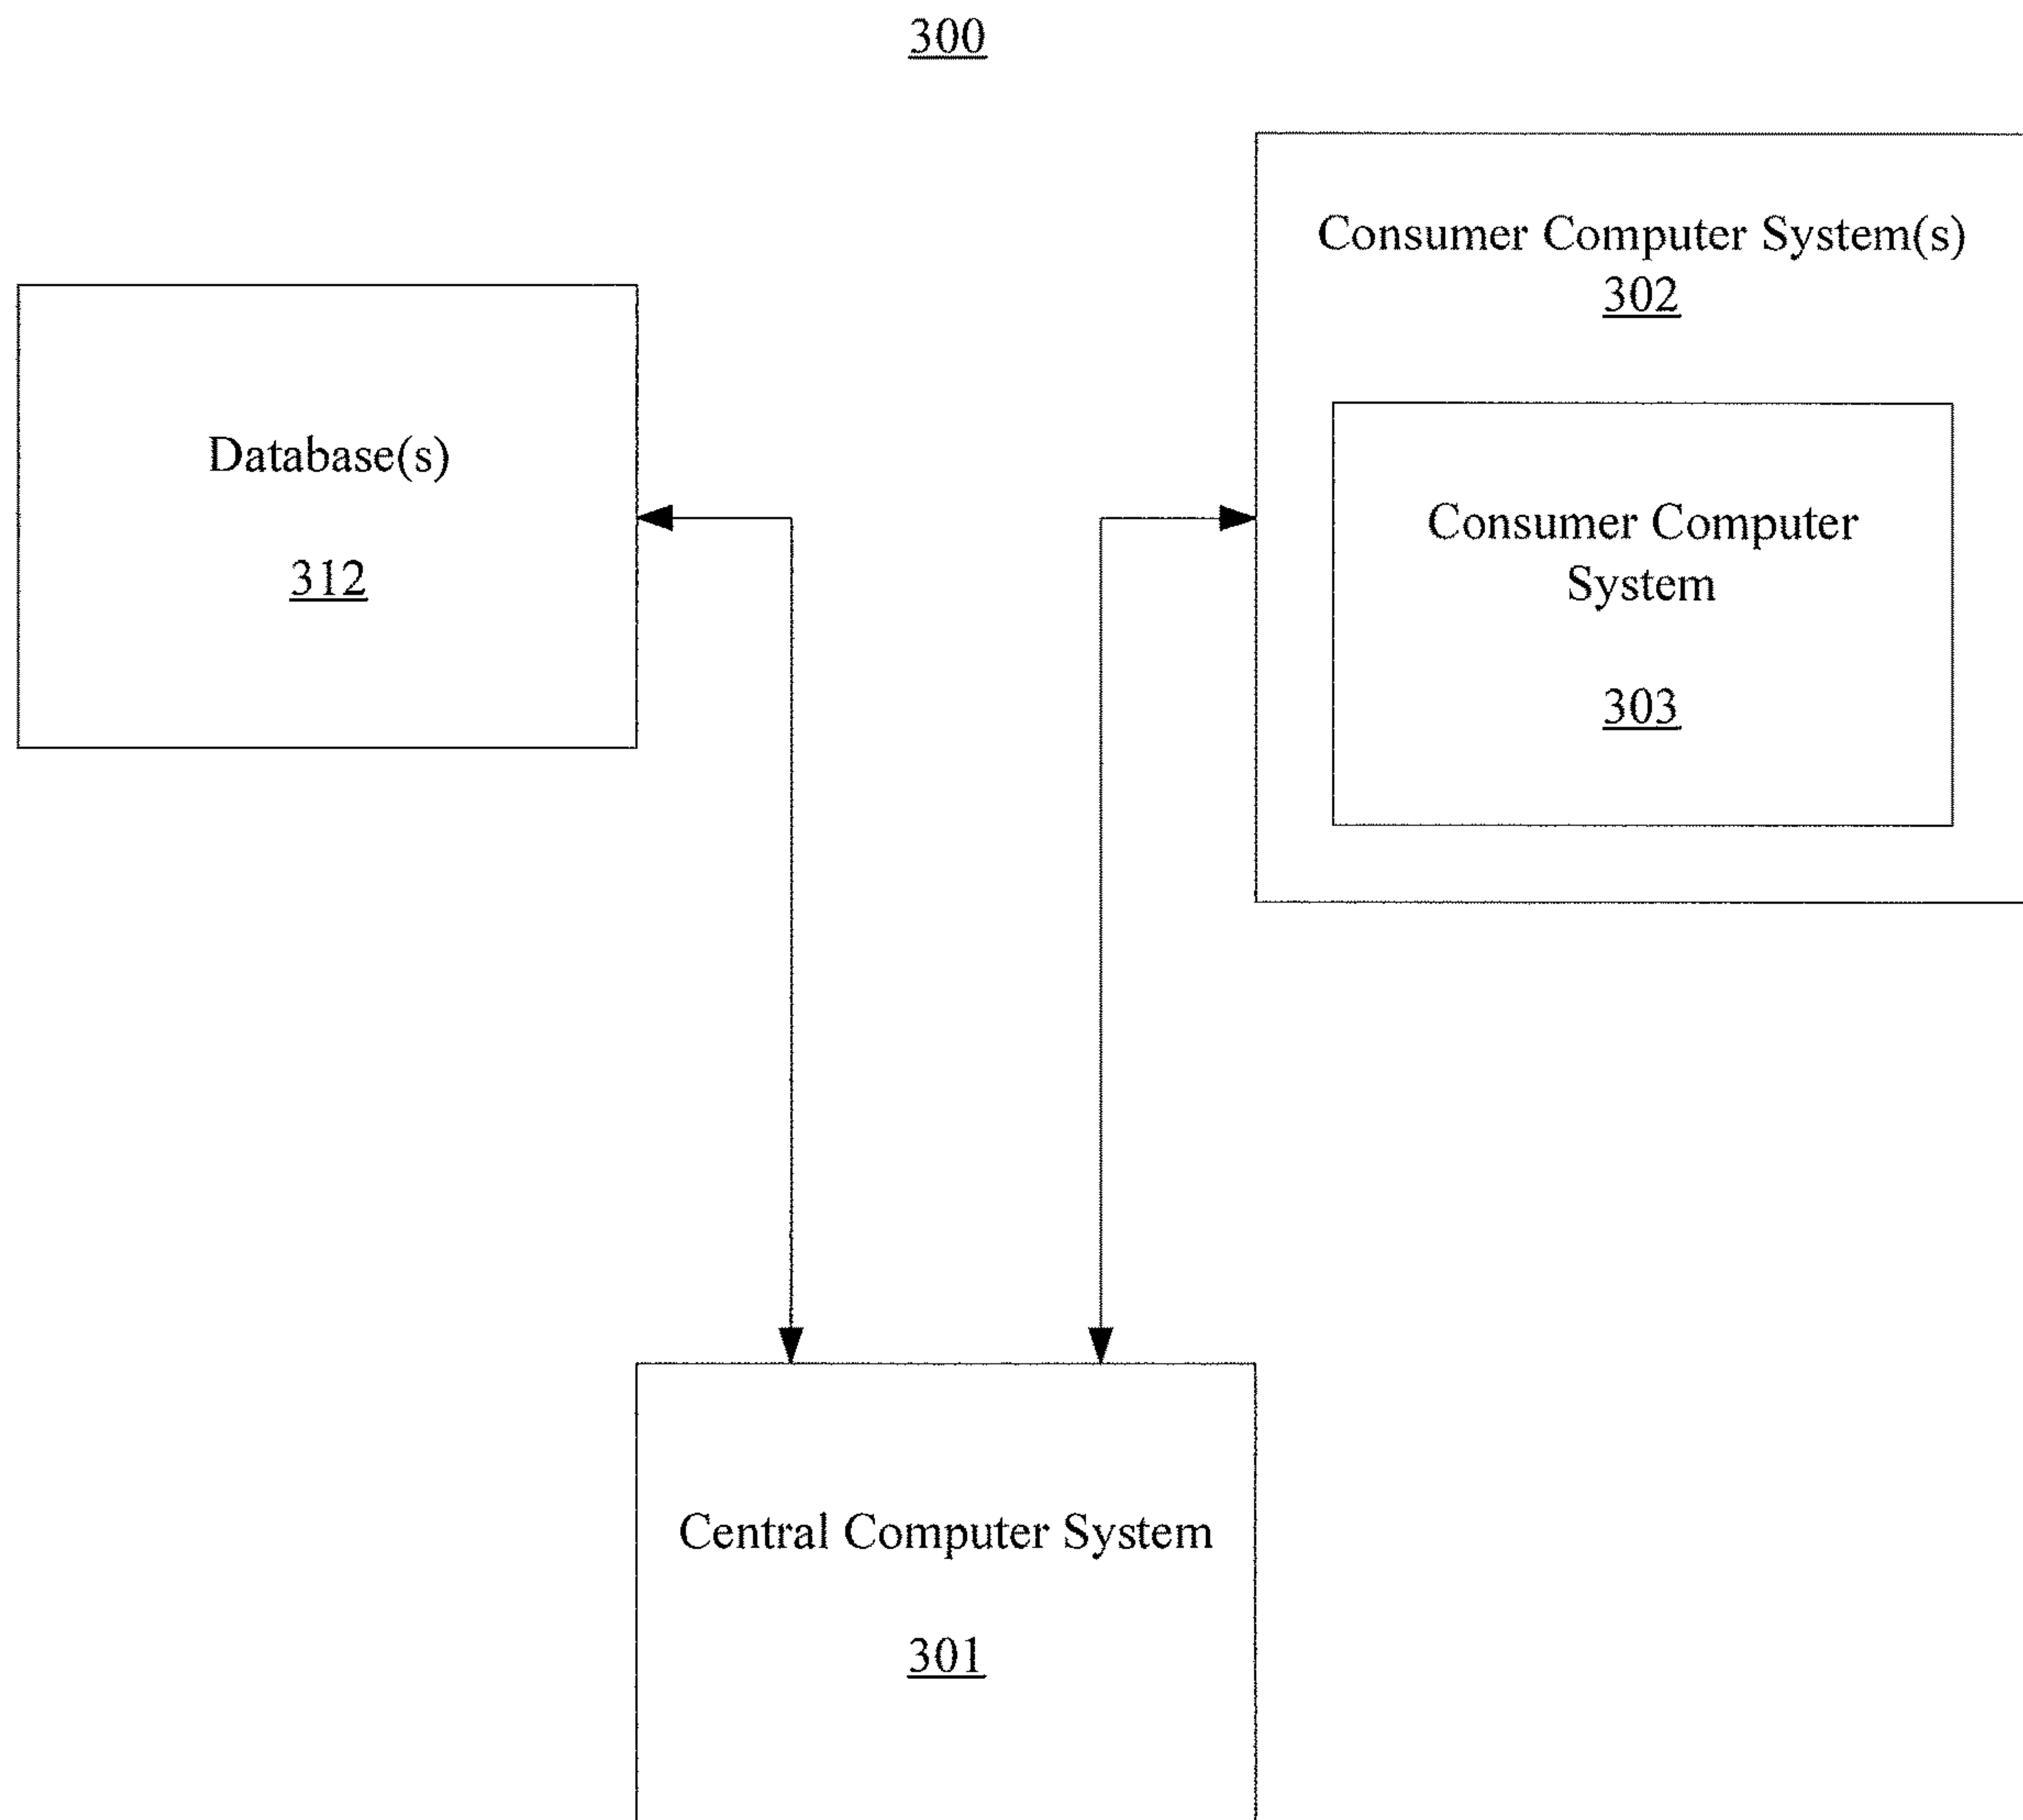 300
Consumer Computer System(s)
302
Database(s)
312
Consumer Computer
System
303
Central Computer System
301